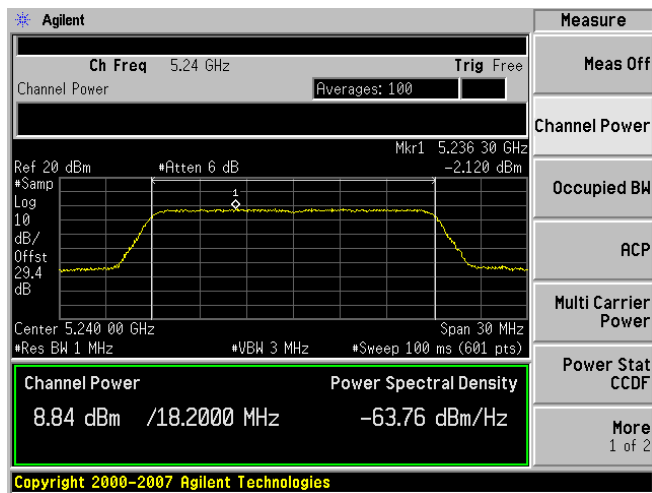 Agilent
Measure
Ch Freq 5.24 GHz Trig Free
Channel Power Averages: 100
Mkr1 5.236 30 GHz
Ref 20 dBm #Atten 6 dB -2.120 dBm
#Samp
Log
10
dB/
Offst
29.4
dB
1
Center 5.240 00 GHz Span 30 MHz
#Res BW 1 MHz #VBW 3 MHz #Sweep 100 ms (601 pts)
Channel Power Power Spectral Density
8.84 dBm /18.2000 MHz -63.76 dBm/Hz
Meas Off
Channel Power
Occupied BW
ACP
Multi Carrier
Power
Power Stat
CCDF
More
1 of 2
Copyright 2000-2007 Agilent Technologies